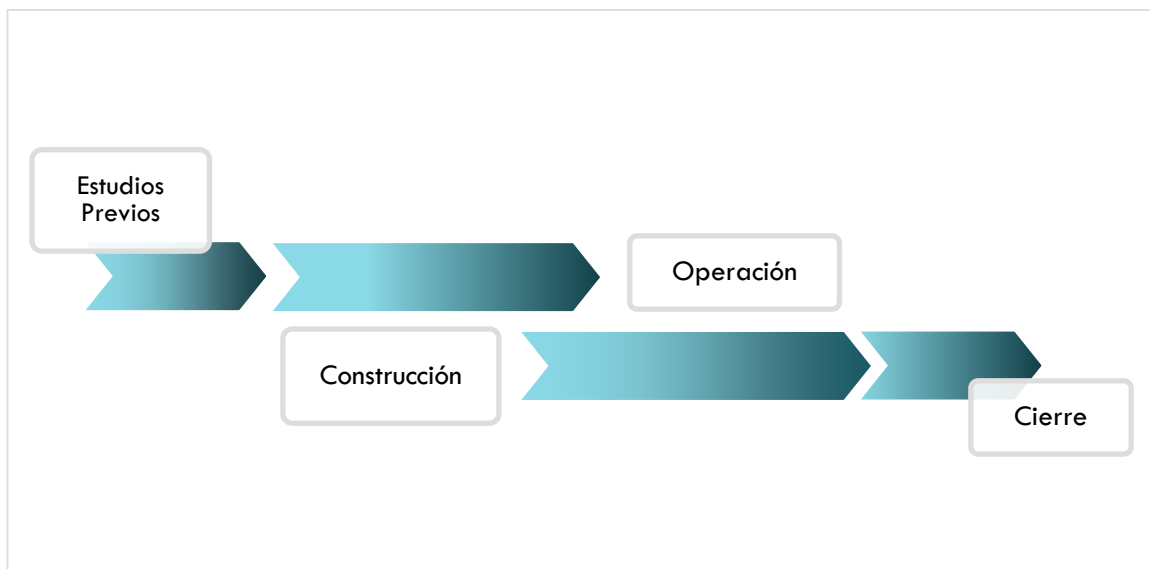 Estudios
Previos
Operación
Construcción
Cierre